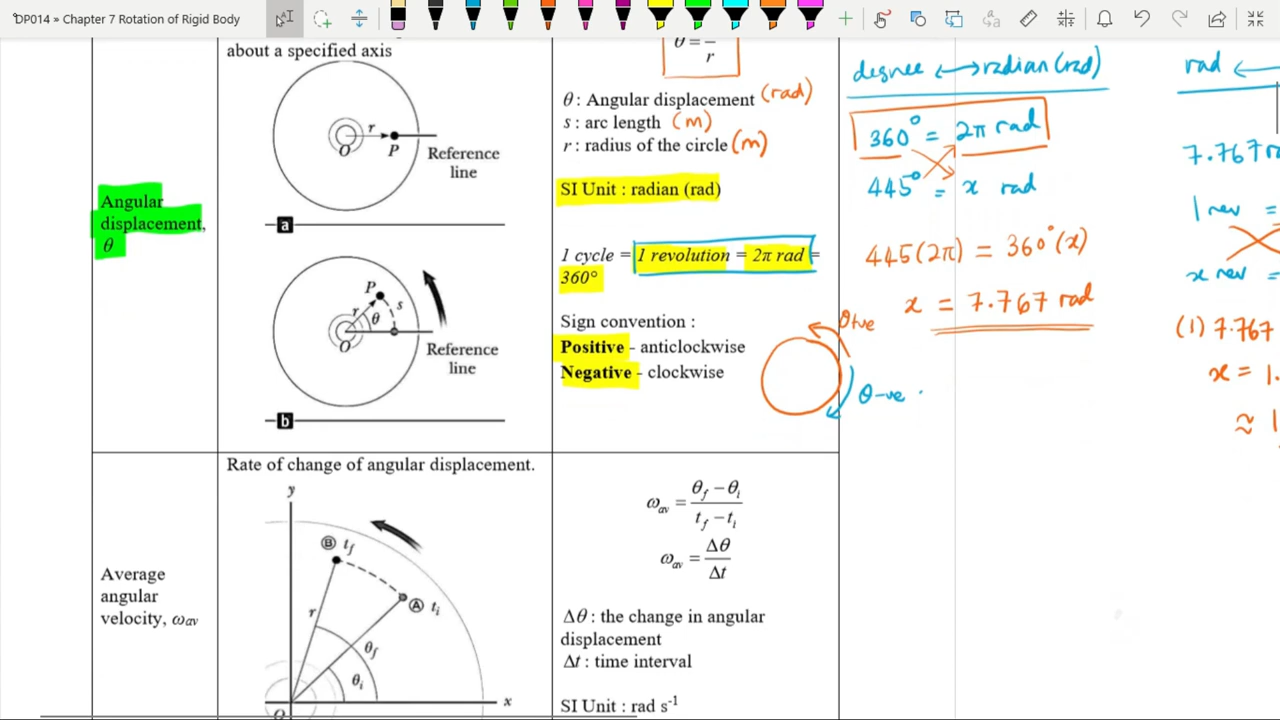 DP014 » Chapter 7 Rotation of Rigid Body
about a specified axis
r
O
P
Reference
line
a
Angular
displacement,
θ
P
r
s
θ
O
Reference
line
b
θ = — r
θ : Angular displacement (rad)
s : arc length (m)
r : radius of the circle (m)
SI Unit : radian (rad)
1 cycle = 1 revolution = 2π rad =
360°
Sign convention :
Positive - anticlockwise
Negative - clockwise
θ+ve
θ-ve
degree ↔ radian (rad)
360° = 2π rad
445° = x rad
445(2π) = 360°(x)
x = 7.767 rad
rad ←
7.767 r
1 rev =
x rev =
(1) 7.767
x = 1.
≈ 1
Average
angular
velocity, ωav
Rate of change of angular displacement.
y
B tf
A ti
r
θf
θi
x
O
ωav = (θf − θi) / (tf − ti)
ωav = Δθ / Δt
Δθ : the change in angular
displacement
Δt : time interval
SI Unit : rad s⁻¹